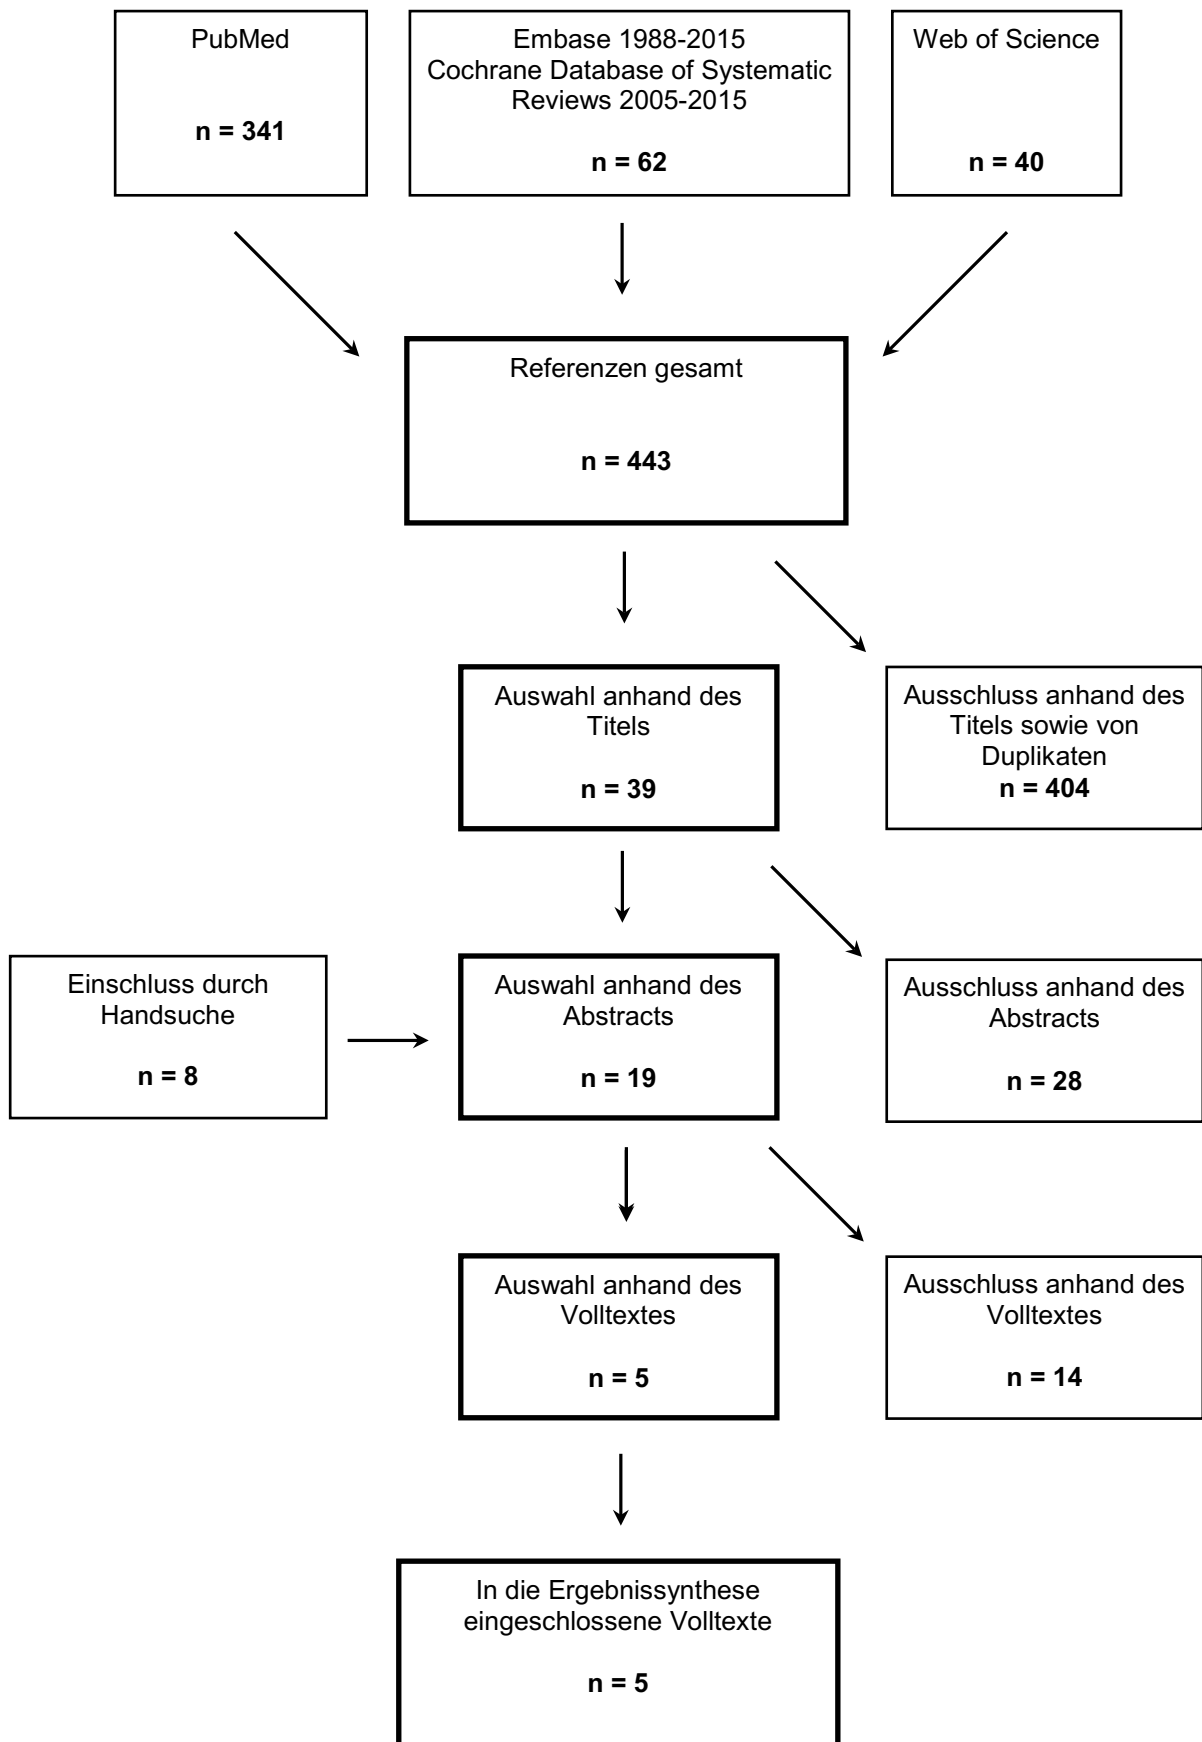 PubMed
n = 341
Embase 1988-2015
Cochrane Database of Systematic
Reviews 2005-2015
n = 62
Web of Science
n = 40
Referenzen gesamt
n = 443
Auswahl anhand des
Titels
n = 39
Ausschluss anhand des
Titels sowie von
Duplikaten
n = 404
Einschluss durch
Handsuche
n = 8
Auswahl anhand des
Abstracts
n = 19
Ausschluss anhand des
Abstracts
n = 28
Auswahl anhand des
Volltextes
n = 5
Ausschluss anhand des
Volltextes
n = 14
In die Ergebnissynthese
eingeschlossene Volltexte
n = 5